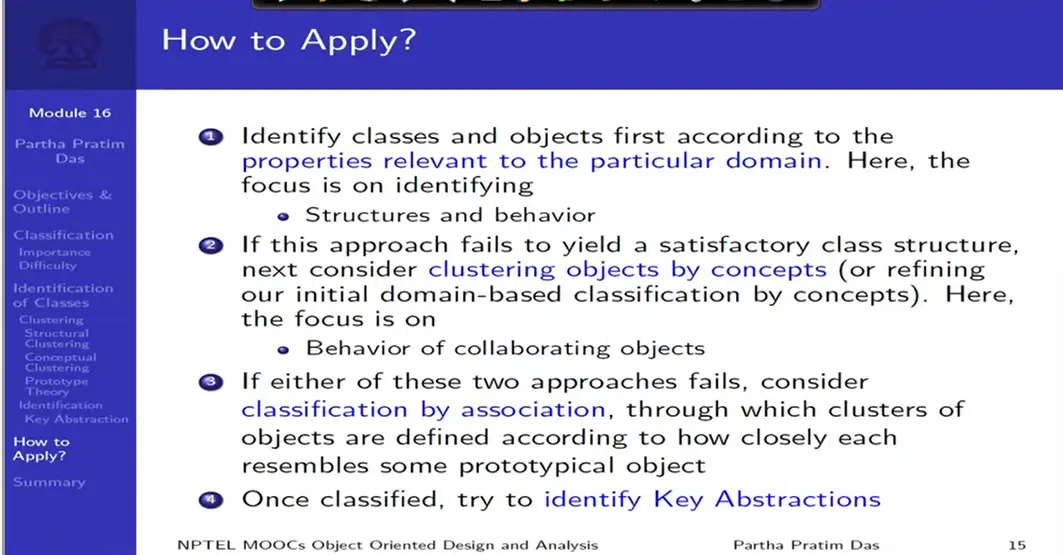 How to Apply?
Module 16
Partha Pratim
Das
Objectives &
Outline
Classification
Importance
Difficulty
Identification
of Classes
Clustering
Structural
Clustering
Conceptual
Clustering
Prototype
Theory
Identification
Key Abstraction
How to
Apply?
Summary
1 Identify classes and objects first according to the
properties relevant to the particular domain. Here, the
focus is on identifying
Structures and behavior
2 If this approach fails to yield a satisfactory class structure,
next consider clustering objects by concepts (or refining
our initial domain-based classification by concepts). Here,
the focus is on
Behavior of collaborating objects
3 If either of these two approaches fails, consider
classification by association, through which clusters of
objects are defined according to how closely each
resembles some prototypical object
4 Once classified, try to identify Key Abstractions
NPTEL MOOCs Object Oriented Design and Analysis
Partha Pratim Das
15